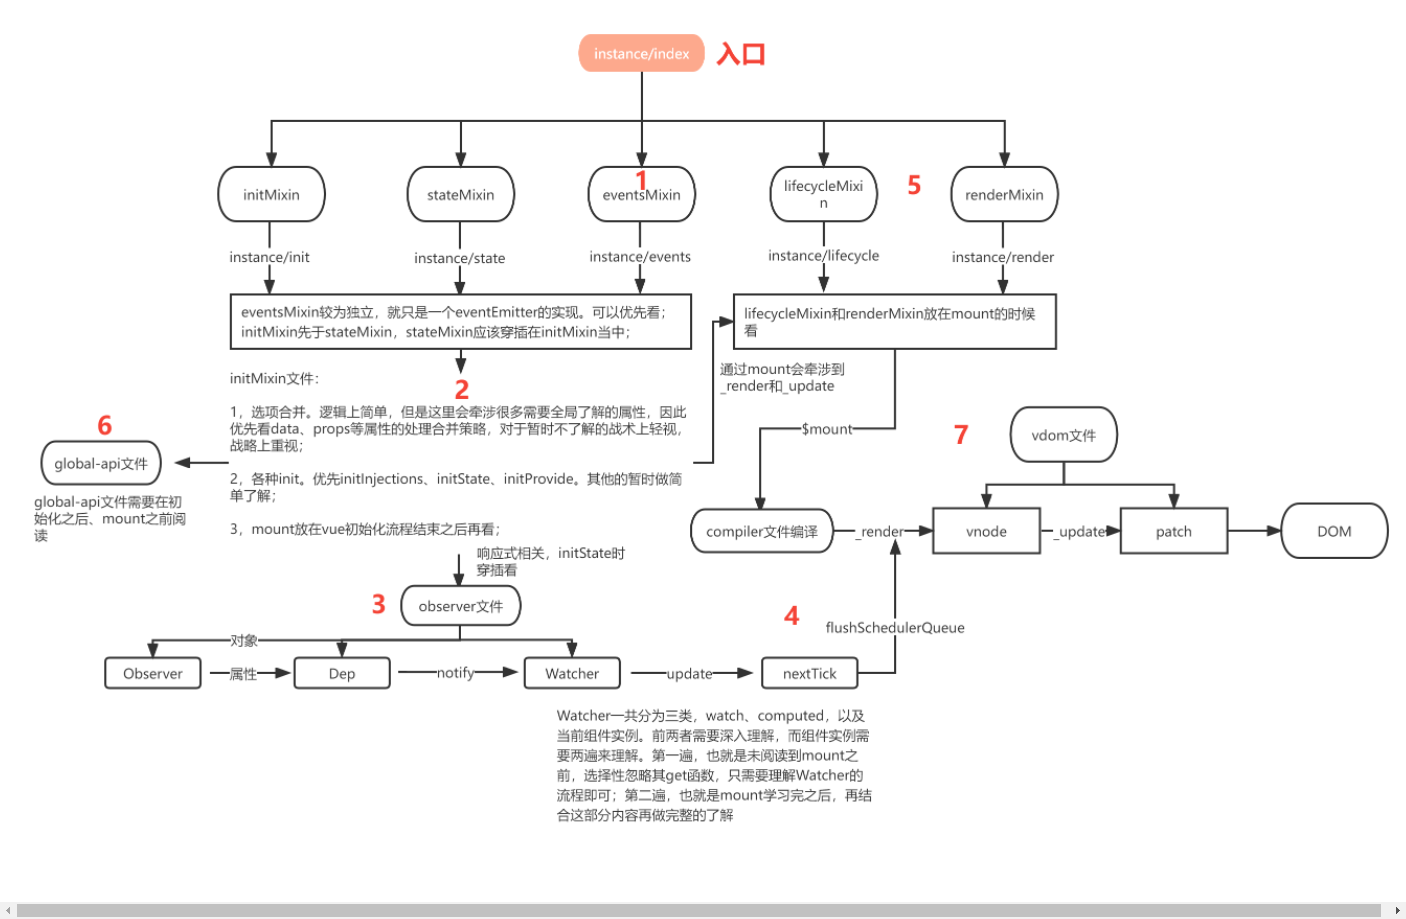 instance/index
入口
initMixin
stateMixin
1
eventsMixin
lifecycleMixi
n
5
renderMixin
instance/init
instance/state
instance/events
instance/lifecycle
instance/render
eventsMixin较为独立，就只是一个eventEmitter的实现。可以优先看；
initMixin先于stateMixin，stateMixin应该穿插在initMixin当中；
lifecycleMixin和renderMixin放在mount的时候
看
通过mount会牵涉到
_render和_update
2
initMixin文件：
1，选项合并。逻辑上简单，但是这里会牵涉很多需要全局了解的属性，因此
优先看data、props等属性的处理合并策略，对于暂时不了解的战术上轻视，
战略上重视；
2，各种init。优先initInjections、initState、initProvide。其他的暂时做简
单了解；
3，mount放在vue初始化流程结束之后再看；
6
global-api文件
global-api文件需要在初
始化之后、mount之前阅
读
$mount
7
vdom文件
compiler文件编译
_render
vnode
_update
patch
DOM
响应式相关，initState时
穿插看
3
observer文件
4
flushSchedulerQueue
对象
Observer
属性
Dep
notify
Watcher
update
nextTick
Watcher一共分为三类，watch、computed，以及
当前组件实例。前两者需要深入理解，而组件实例需
要两遍来理解。第一遍，也就是未阅读到mount之
前，选择性忽略其get函数，只需要理解Watcher的
流程即可；第二遍，也就是mount学习完之后，再结
合这部分内容再做完整的了解